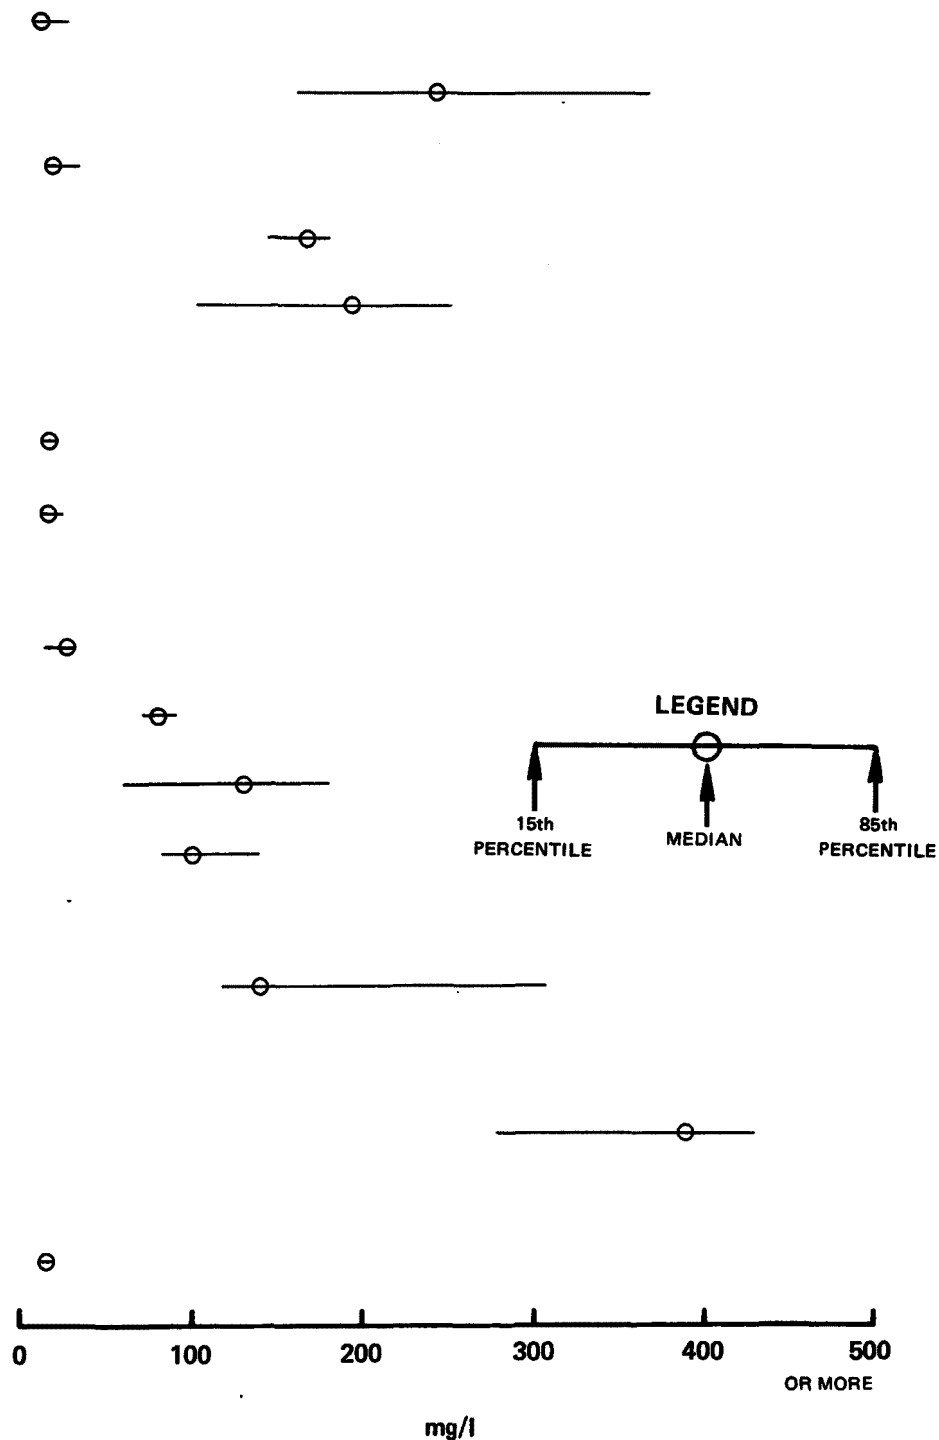 LEGEND
15th
PERCENTILE
MEDIAN
85th
PERCENTILE
0 100 200 300 400 500
OR MORE
mg/l